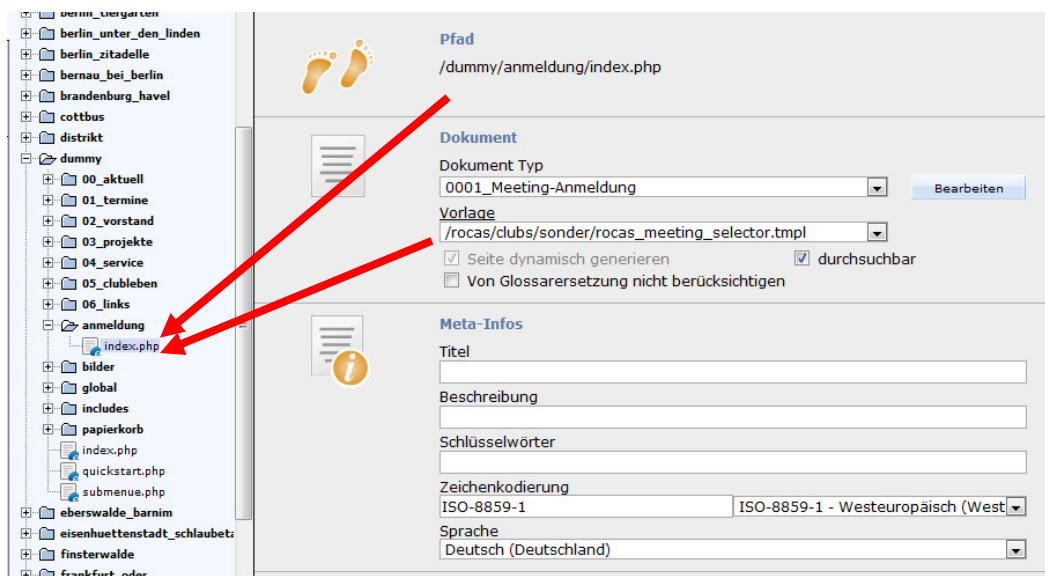 berlin_tiergarten
berlin_unter_den_linden
berlin_zitadelle
bernau_bei_berlin
brandenburg_havel
cottbus
distrikt
dummy
00_aktuell
01_termine
02_vorstand
03_projekte
04_service
05_clubleben
06_links
anmeldung
index.php
bilder
global
includes
papierkorb
index.php
quickstart.php
submenue.php
eberswalde_barnim
eisenhuettenstadt_schlaubeta
finsterwalde
frankfurt_oder
Pfad
/dummy/anmeldung/index.php
Dokument
Dokument Typ
0001_Meeting-Anmeldung
Bearbeiten
Vorlage
/rocas/clubs/sonder/rocas_meeting_selector.tmpl
Seite dynamisch generieren durchsuchbar
Von Glossarersetzung nicht berücksichtigen
Meta-Infos
Titel
Beschreibung
Schlüsselwörter
Zeichenkodierung
ISO-8859-1 ISO-8859-1 - Westeuropäisch (West
Sprache
Deutsch (Deutschland)